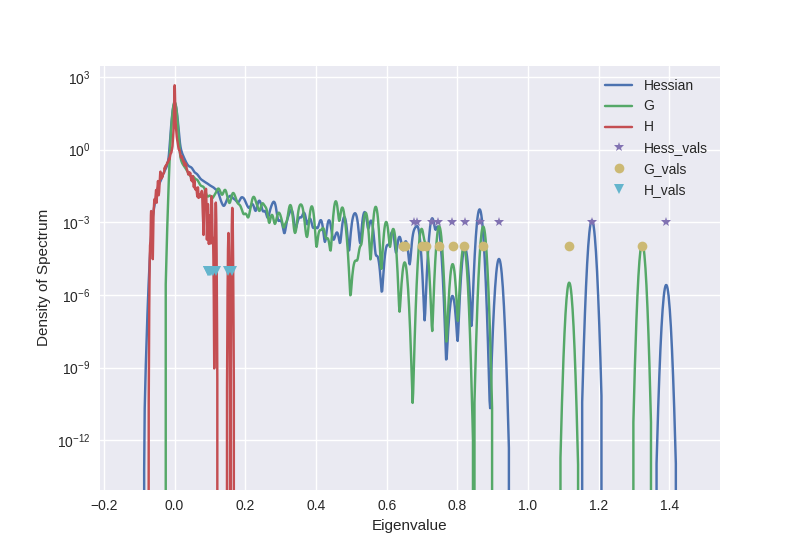 Hessian
G
H
Hess_vals
G_vals
H_vals
10^3
10^0
10^−3
10^−6
10^−9
10^−12
Density of Spectrum
−0.2 0.0 0.2 0.4 0.6 0.8 1.0 1.2 1.4
Eigenvalue